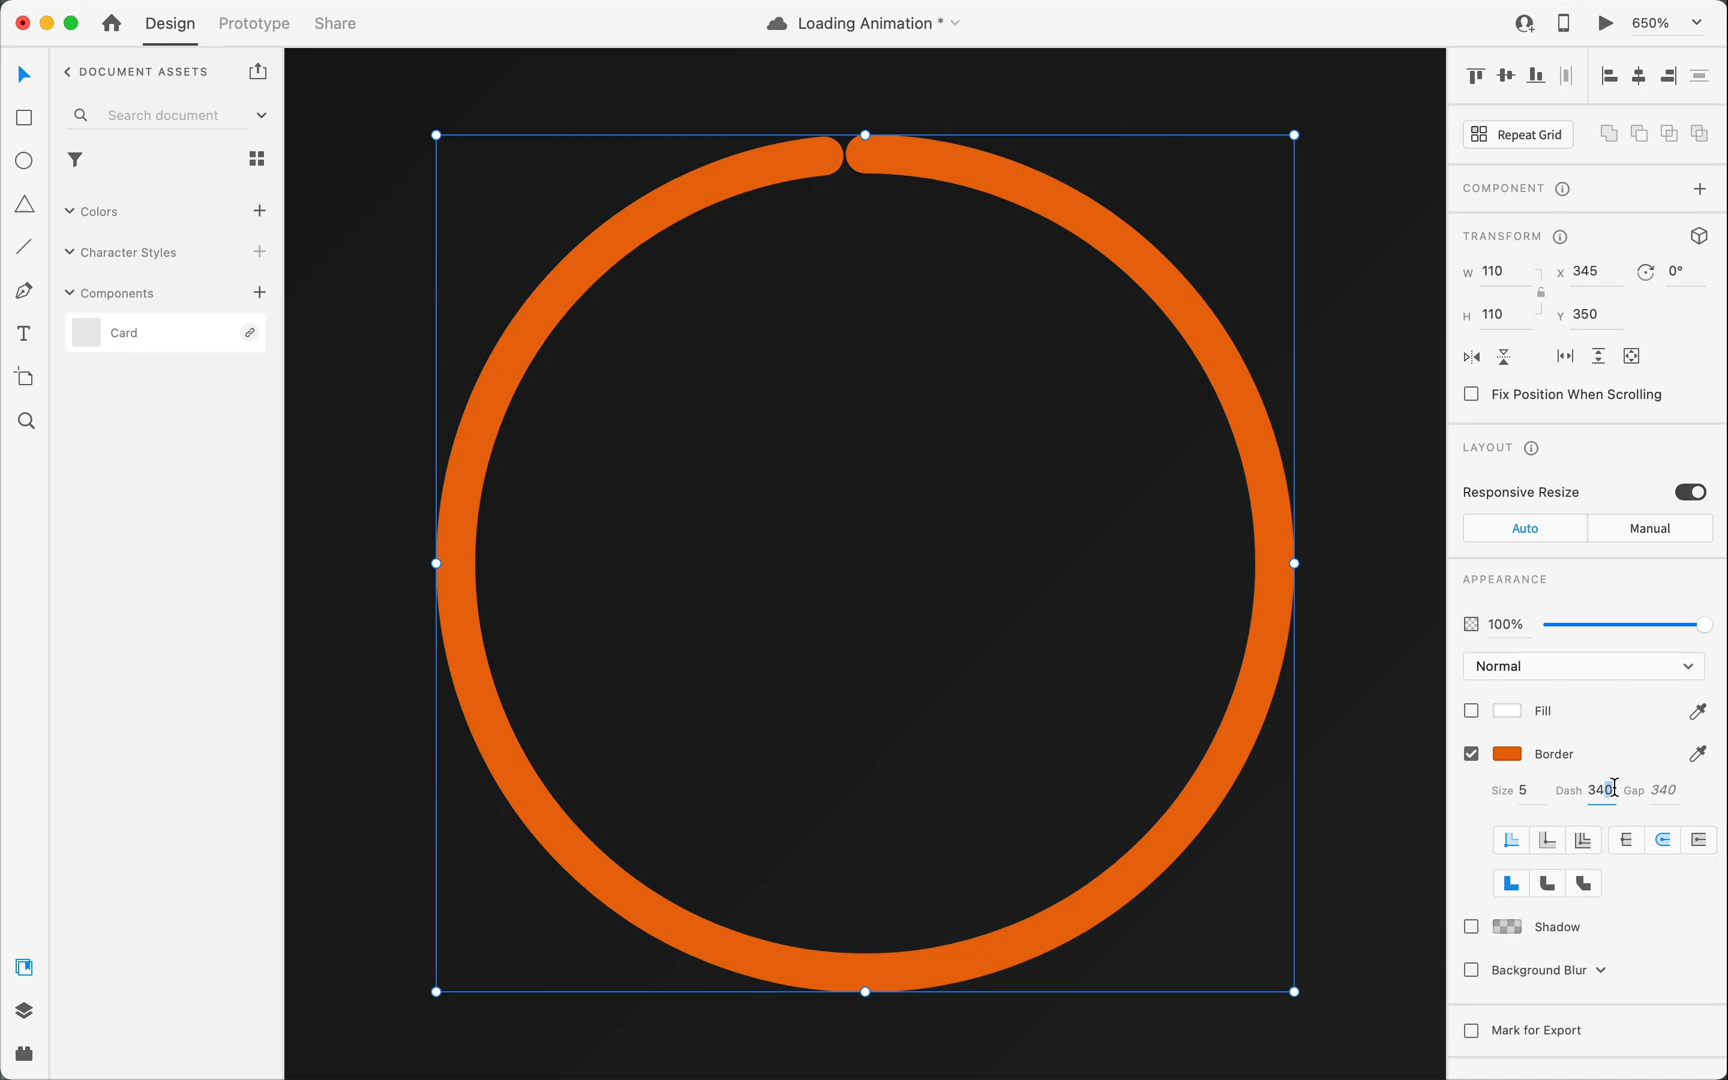 Design Prototype Share
Loading Animation *
650%
DOCUMENT ASSETS
Search document
Colors
Character Styles
Components
Card
Repeat Grid
COMPONENT
TRANSFORM
W 110 X 345 0°
H 110 Y 350
Fix Position When Scrolling
LAYOUT
Responsive Resize
Auto Manual
APPEARANCE
100%
Normal
Fill
Border
Size 5 Dash 340 Gap 340
Shadow
Background Blur
Mark for Export